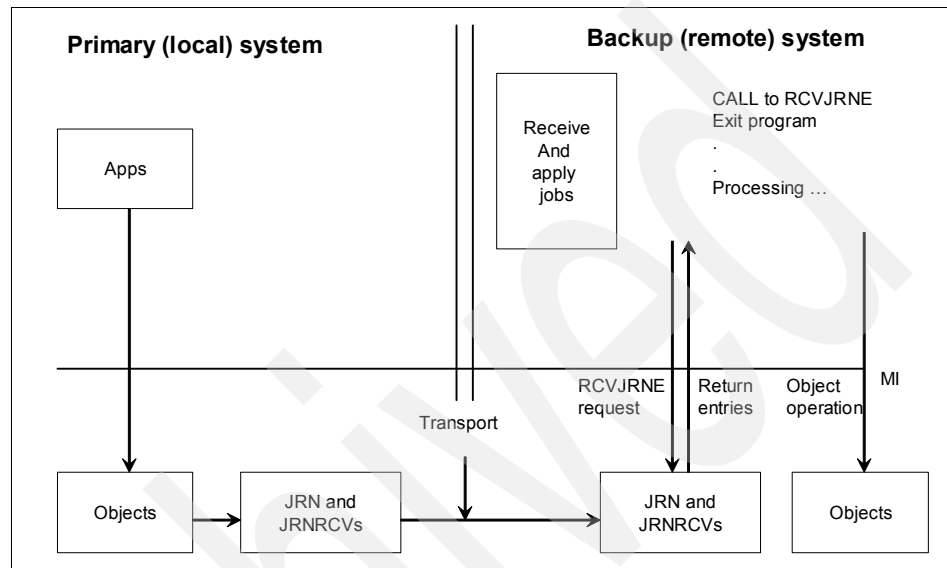 Primary (local) system
Backup (remote) system
Apps
Receive
And
apply
jobs
CALL to RCVJRNE
Exit program
.
.
Processing ...
Transport
RCVJRNE
request
Return
entries
Object
operation
MI
Objects
JRN and
JRNRCVs
JRN and
JRNRCVs
Objects
hived